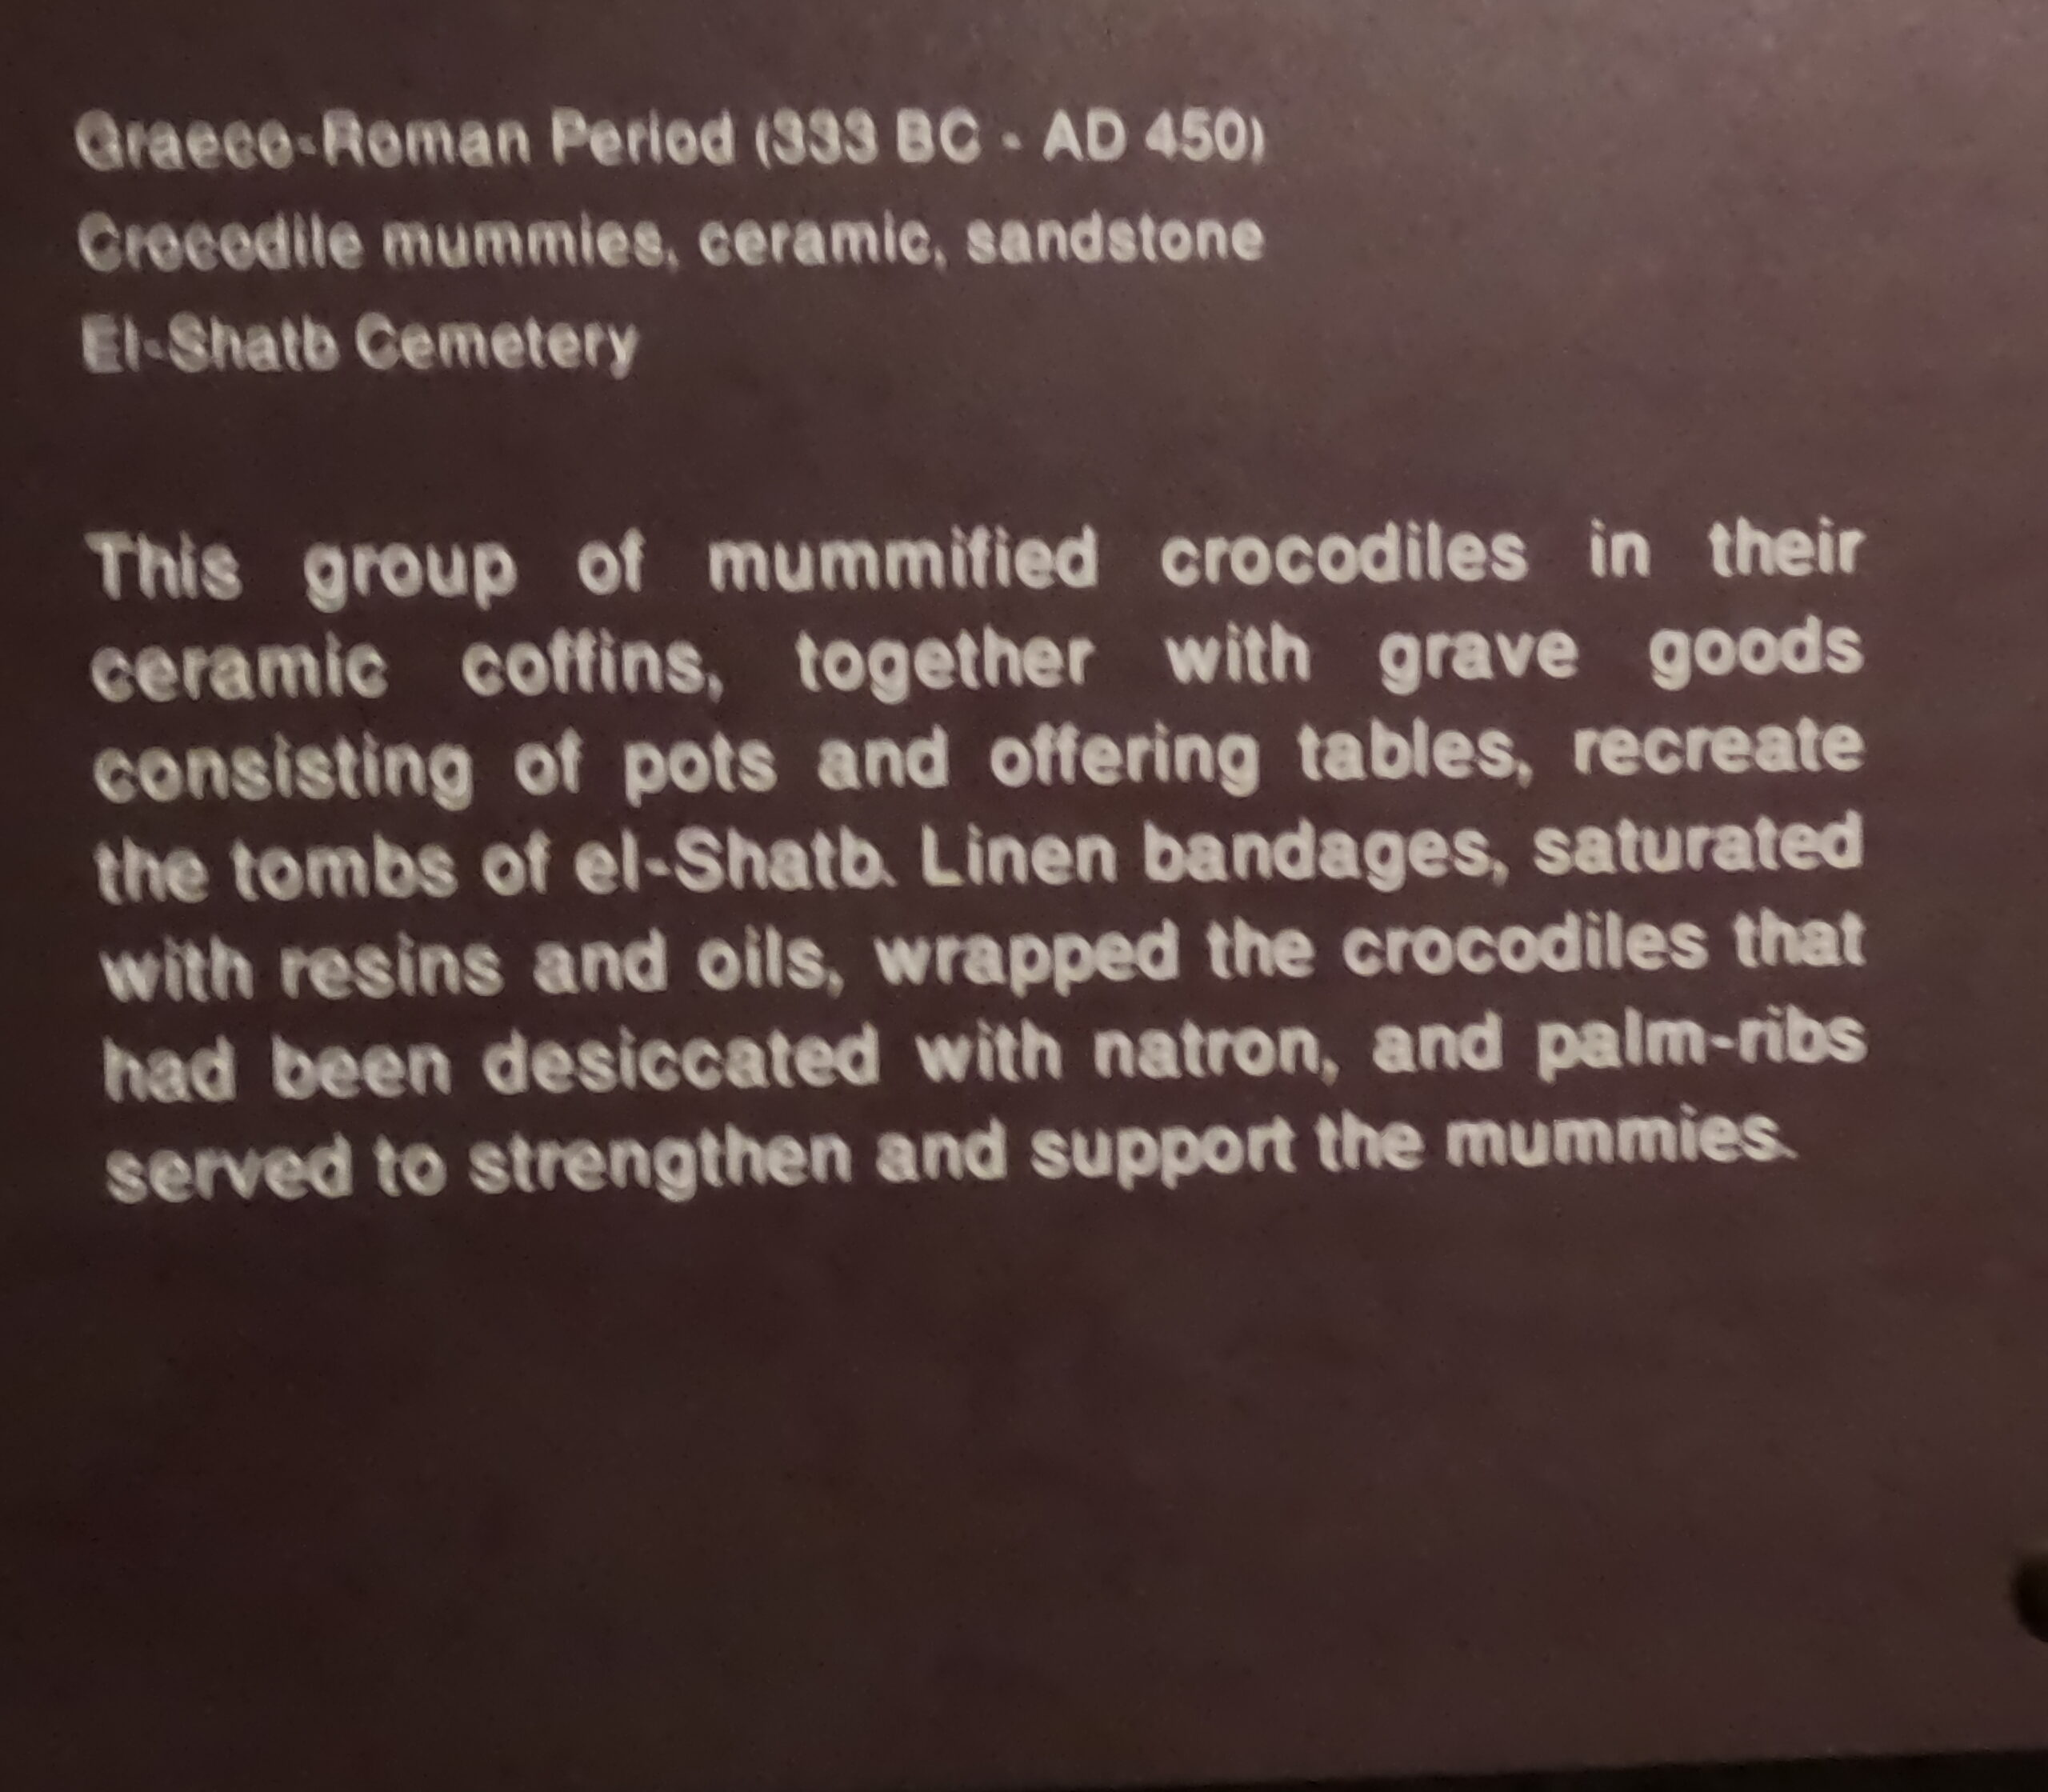 Graeco-Roman Period (333 BC - AD 450)
Crocodile mummies, ceramic, sandstone
El-Shatb Cemetery
This group of mummified crocodiles in their
ceramic coffins, together with grave goods
consisting of pots and offering tables, recreate
the tombs of el-Shatb. Linen bandages, saturated
with resins and oils, wrapped the crocodiles that
had been desiccated with natron, and palm-ribs
served to strengthen and support the mummies.